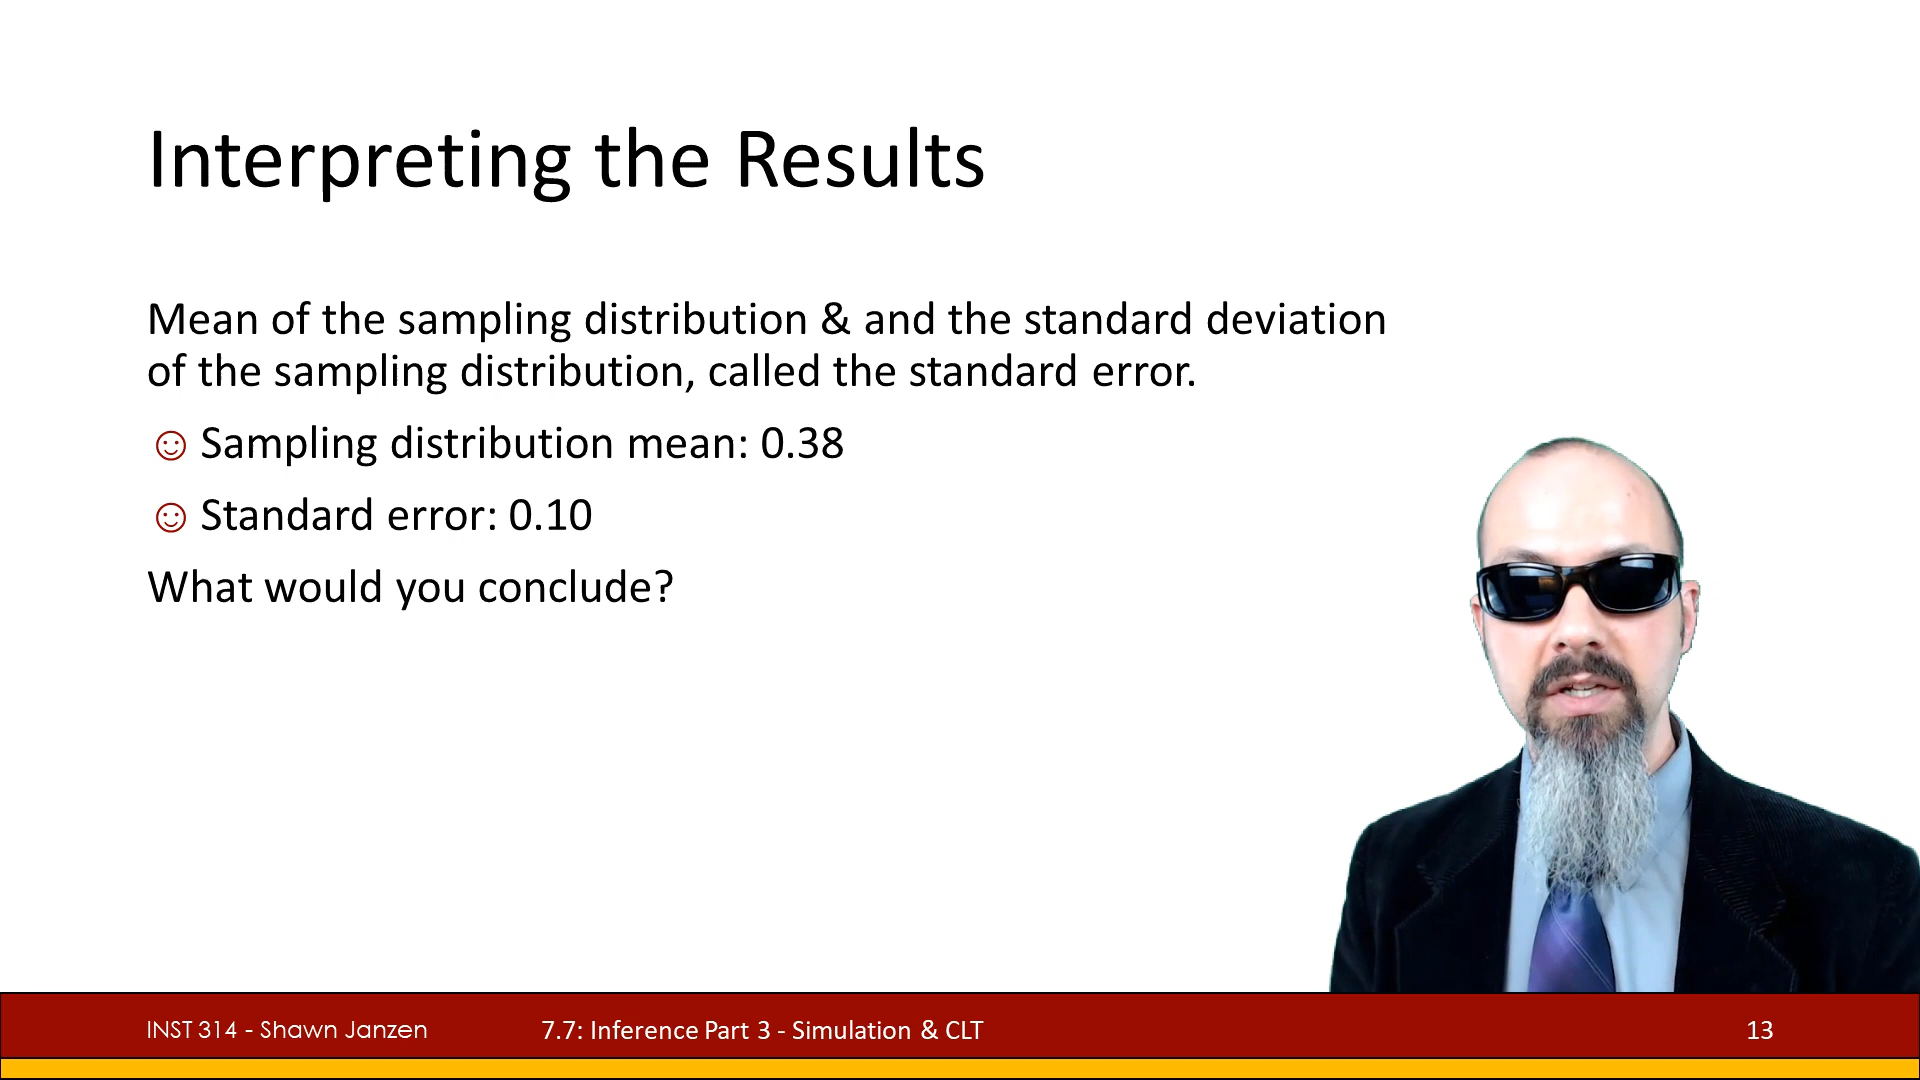 Interpreting the Results
Mean of the sampling distribution & and the standard deviation
of the sampling distribution, called the standard error.
☺ Sampling distribution mean: 0.38
☺ Standard error: 0.10
What would you conclude?
INST 314 - Shawn Janzen
7.7: Inference Part 3 - Simulation & CLT
13